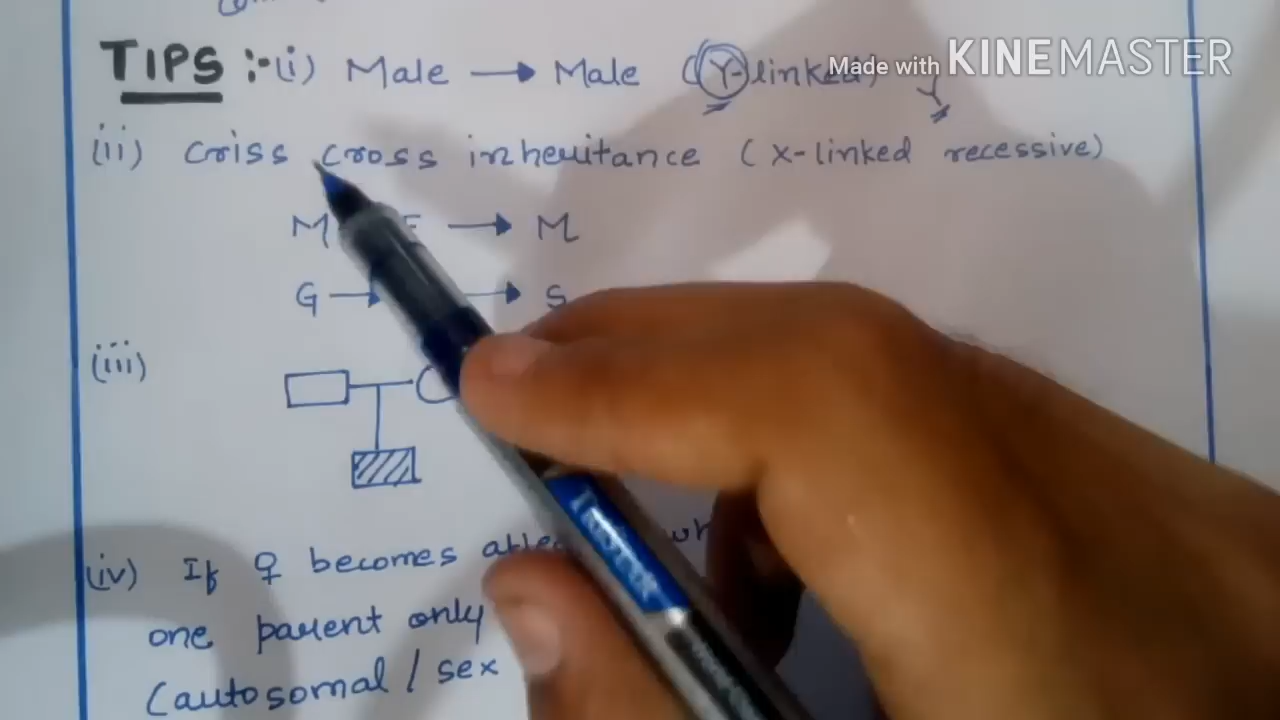 TIPS :- (i) Male → Male (Y-linked) Y
Made with KINEMASTER
(ii) Criss cross inheritance (X-linked recessive)
M → M
G → → S
(iii)
(iv) If ♀ becomes
one parent only
(autosomal / sex